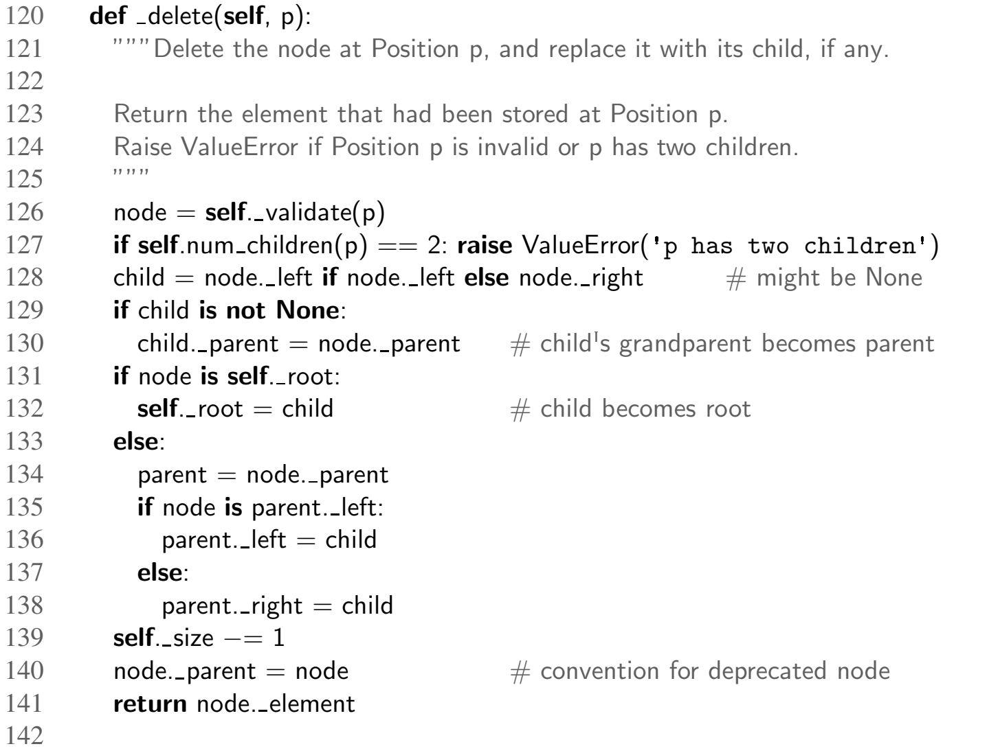 120 def _delete(self, p):
121 """Delete the node at Position p, and replace it with its child, if any.
122
123 Return the element that had been stored at Position p.
124 Raise ValueError if Position p is invalid or p has two children.
125 """
126 node = self._validate(p)
127 if self.num_children(p) == 2: raise ValueError('p has two children')
128 child = node._left if node._left else node._right # might be None
129 if child is not None:
130 child._parent = node._parent # child's grandparent becomes parent
131 if node is self._root:
132 self._root = child # child becomes root
133 else:
134 parent = node._parent
135 if node is parent._left:
136 parent._left = child
137 else:
138 parent._right = child
139 self._size −= 1
140 node._parent = node # convention for deprecated node
141 return node._element
142